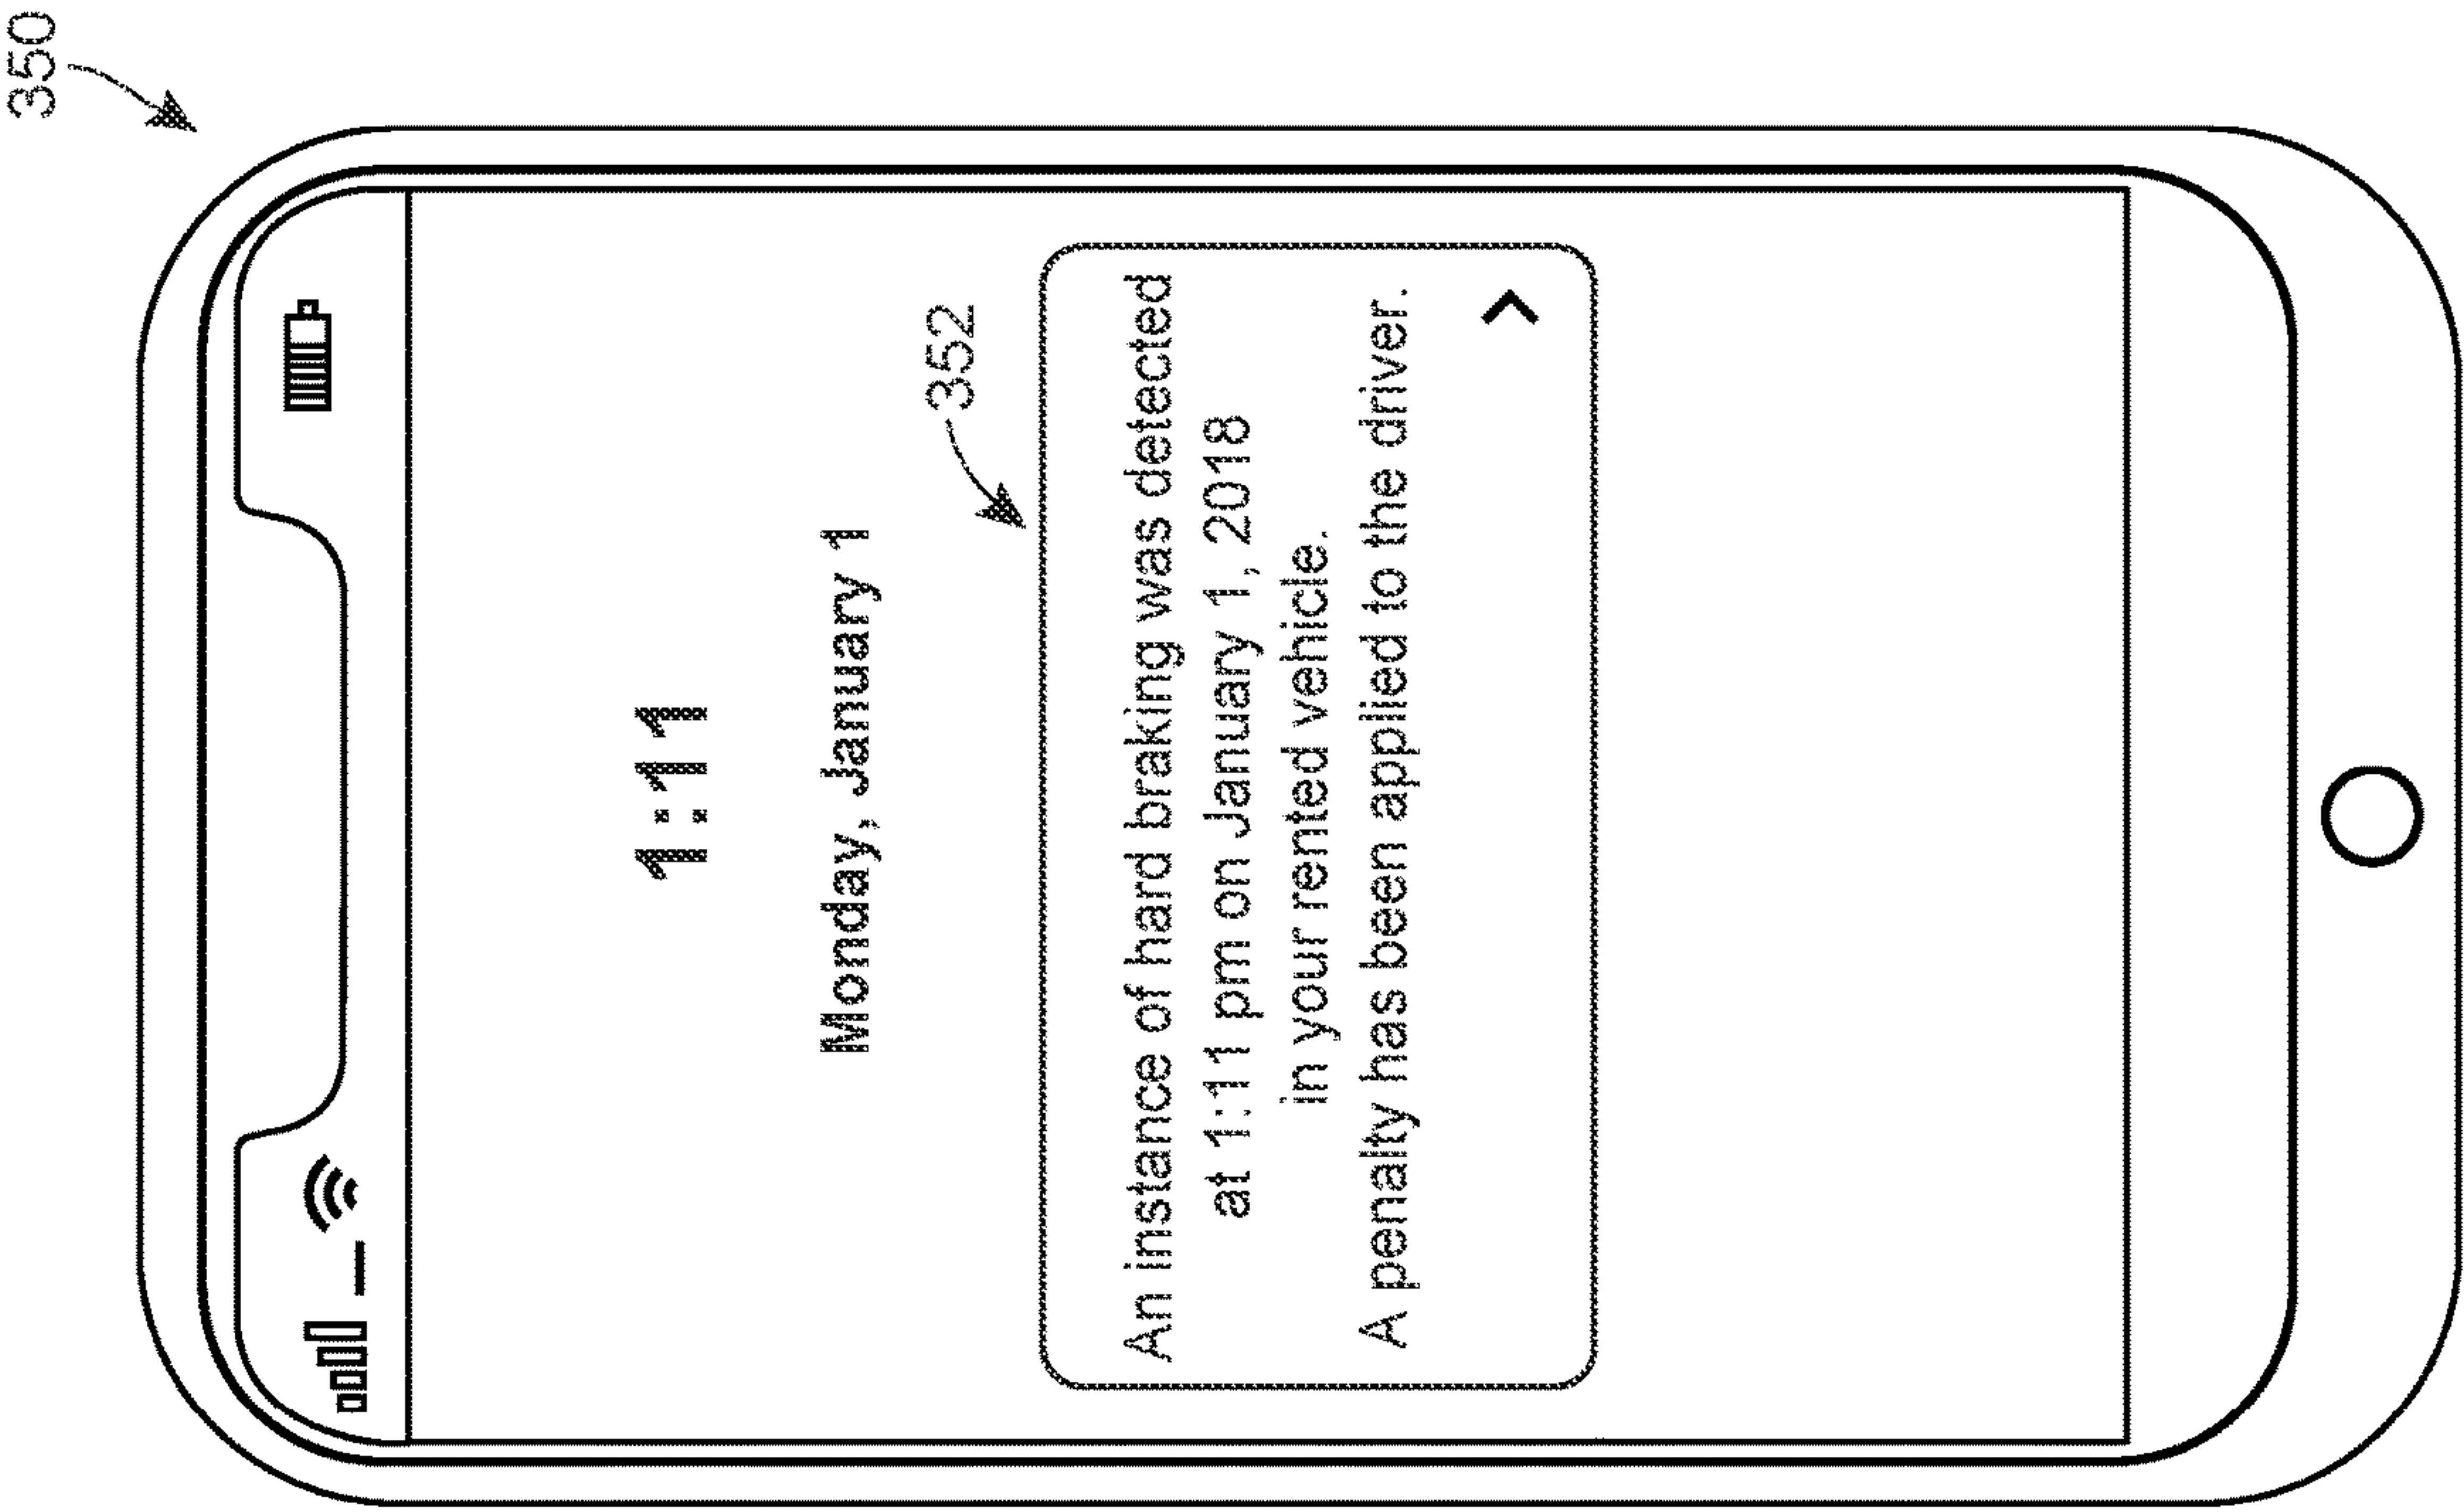 350
1:11
Monday, January 1
352
An instance of hard braking was detected
at 1:11 pm on January 1, 2018
in your rented vehicle.
A penalty has been applied to the driver.